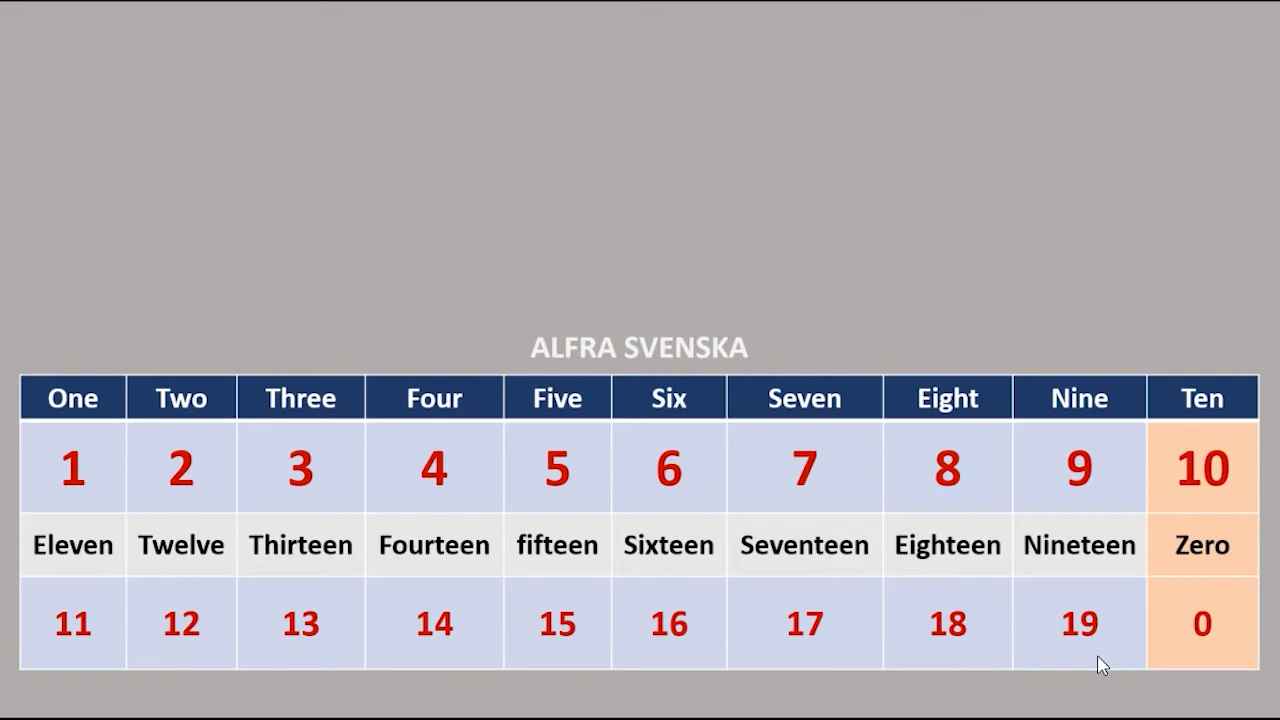 ALFRA SVENSKA
One Two Three Four Five Six Seven Eight Nine Ten
1 2 3 4 5 6 7 8 9 10
Eleven Twelve Thirteen Fourteen fifteen Sixteen Seventeen Eighteen Nineteen Zero
11 12 13 14 15 16 17 18 19 0